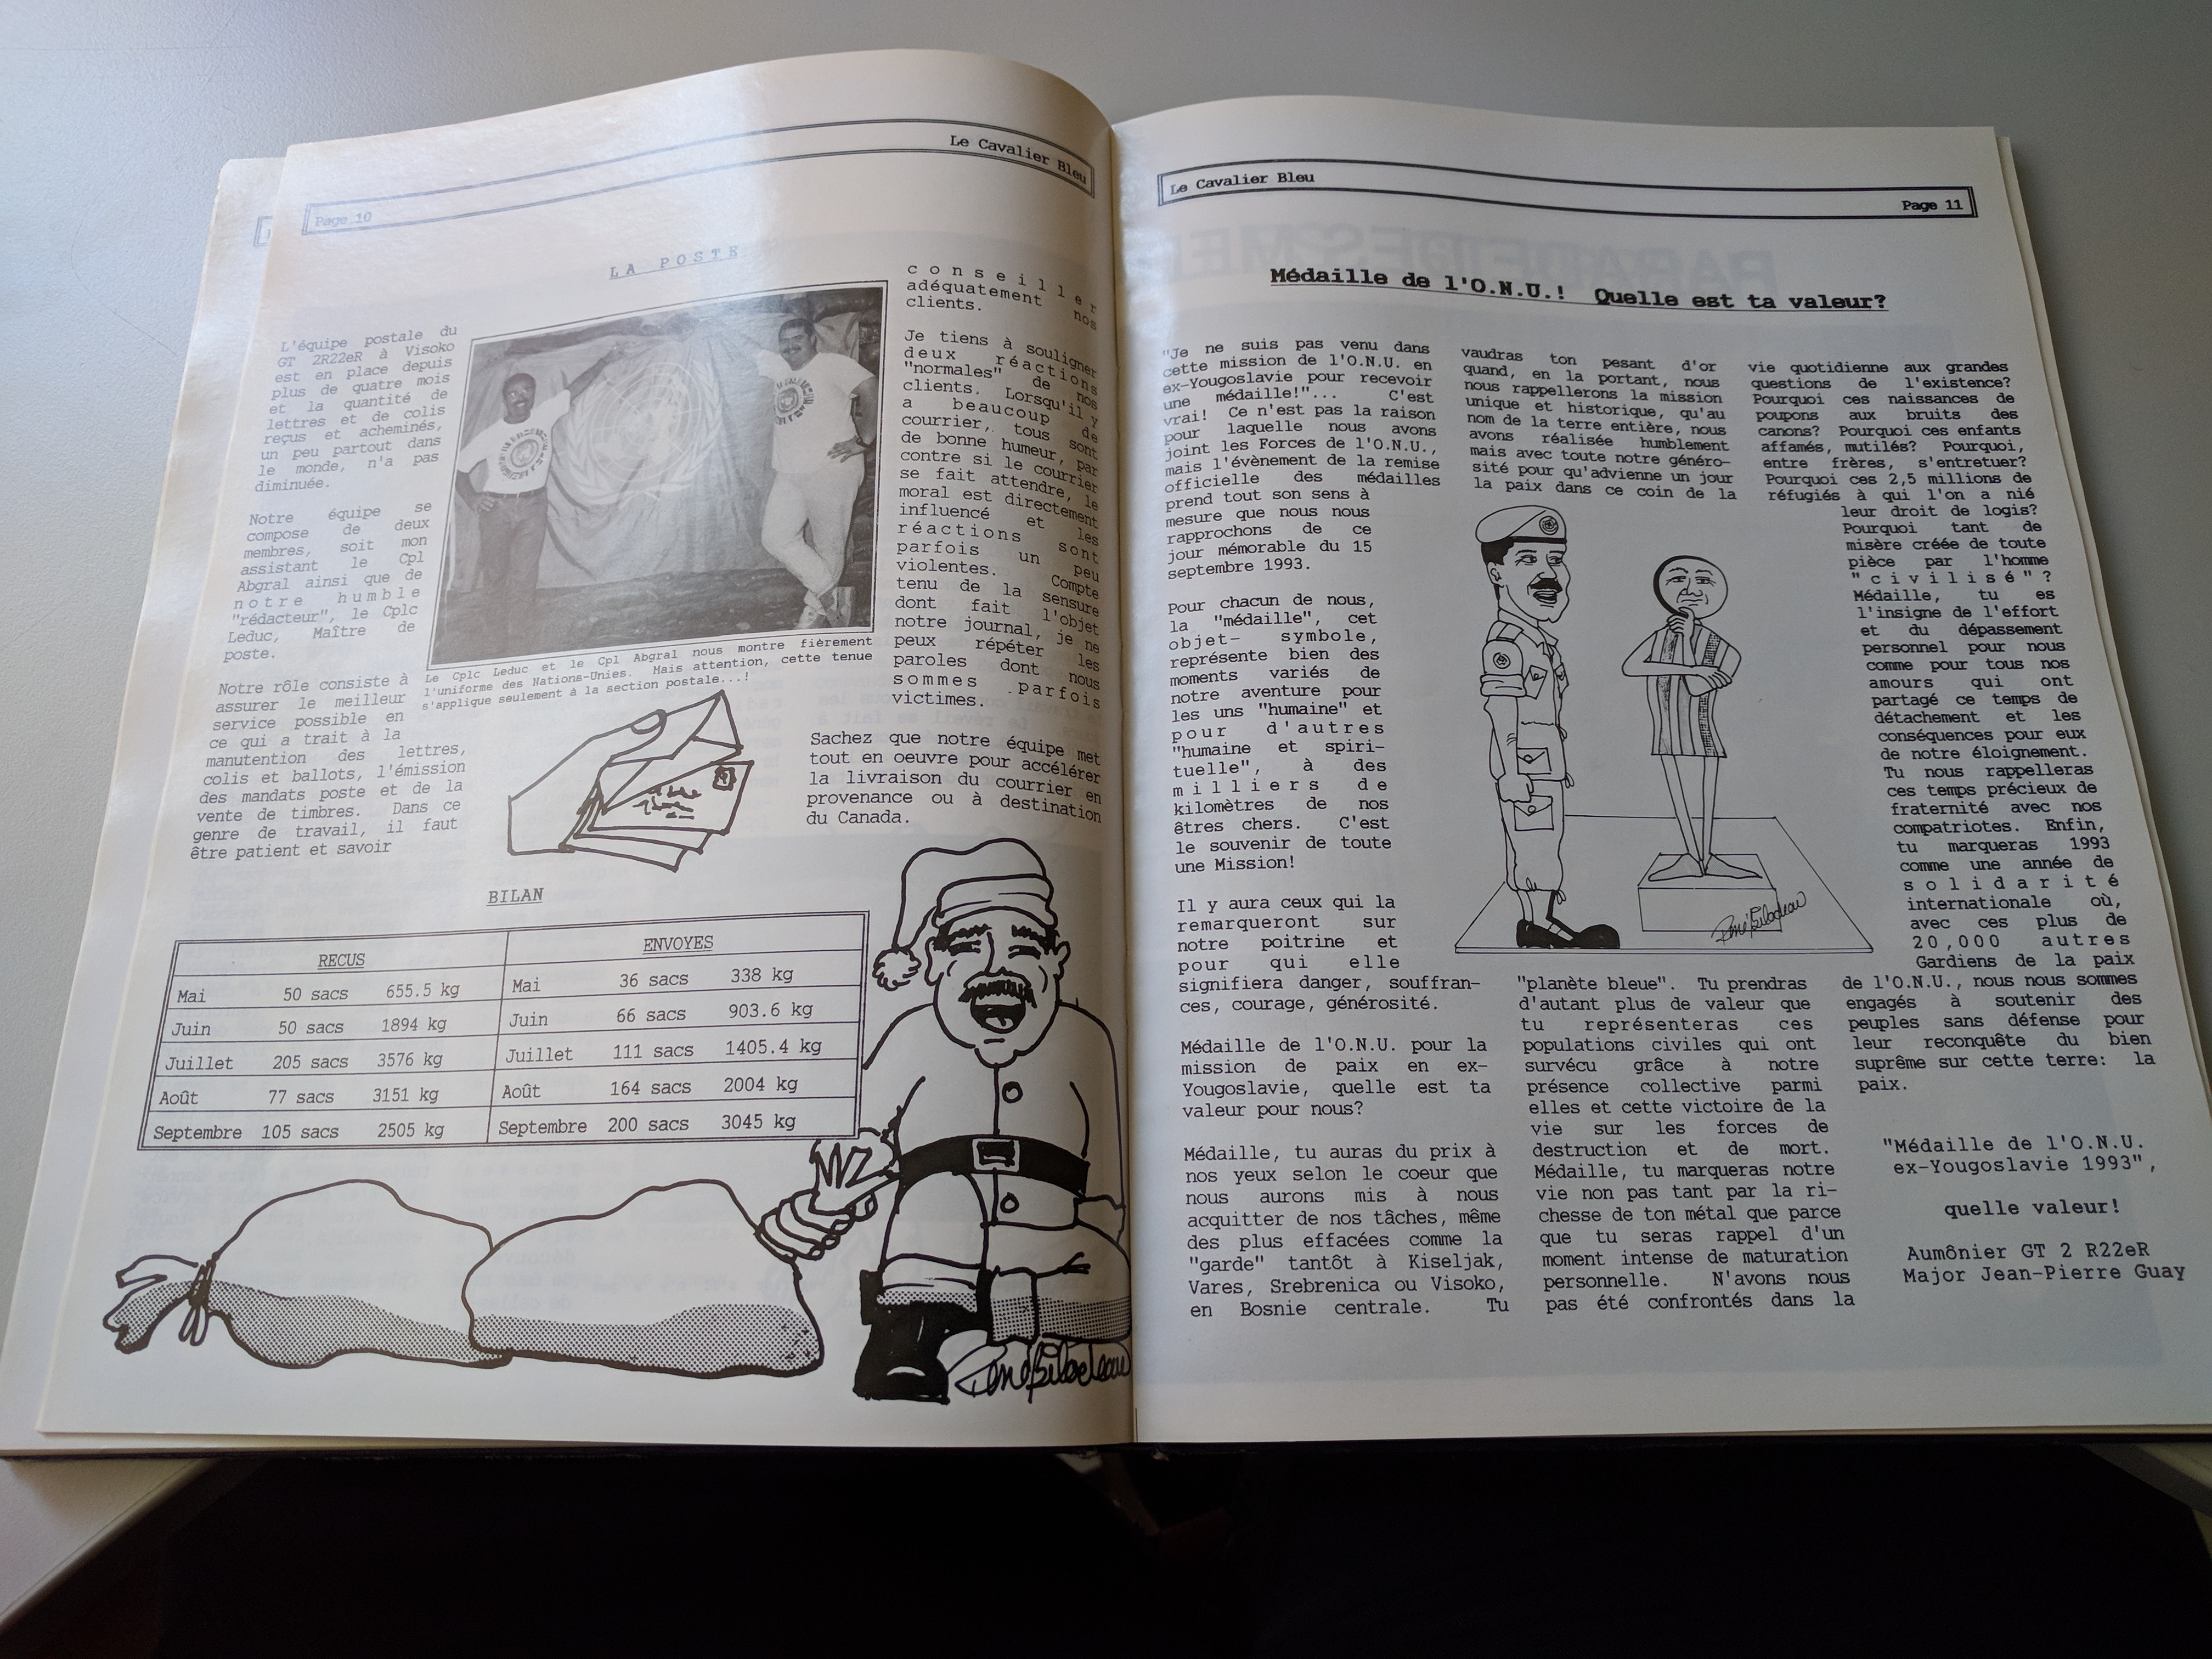 Le Cavalier Bleu
Page 10
LA POSTE
L'équipe postale du
GT 2R22eR à Visoko
est en place depuis
plus de quatre mois
et la quantité de
lettres et de colis
reçus et acheminés,
un peu partout dans
le monde, n'a pas
diminuée.
Notre équipe se
compose de deux
membres, soit mon
assistant le Cpl
Abgral ainsi que de
notre humble
"rédacteur", le Cplc
Leduc, Maître de
poste.
Notre rôle consiste à
assurer le meilleur
service possible en
ce qui a trait à la
manutention des lettres,
colis et ballots, l'émission
des mandats poste et de la
vente de timbres. Dans ce
genre de travail, il faut
être patient et savoir
Le Cplc Leduc et le Cpl Abgral nous montre fièrement
l'uniforme des Nations-Unies. Mais attention, cette tenue
s'applique seulement à la section postale...!
conseiller
adéquatement nos
clients.
Je tiens à souligner
deux réactions
"normales" de nos
clients. Lorsqu'il y
a beaucoup de
courrier, tous sont
de bonne humeur, par
contre si le courrier
se fait attendre, le
moral est directement
influencé et les
réactions sont
parfois un peu
violentes. Compte
tenu de la sensure
dont fait l'objet
notre journal, je ne
peux répéter les
paroles dont nous
sommes parfois
victimes.
Sachez que notre équipe met
tout en oeuvre pour accélérer
la livraison du courrier en
provenance ou à destination
du Canada.
BILAN
RECUS
Mai 50 sacs 655.5 kg
Juin 50 sacs 1894 kg
Juillet 205 sacs 3576 kg
Août 77 sacs 3151 kg
Septembre 105 sacs 2505 kg
ENVOYES
Mai 36 sacs 338 kg
Juin 66 sacs 903.6 kg
Juillet 111 sacs 1405.4 kg
Août 164 sacs 2004 kg
Septembre 200 sacs 3045 kg
René Bilodeau
Le Cavalier Bleu
Page 11
Médaille de l'O.N.U.! Quelle est ta valeur?
"Je ne suis pas venu dans
cette mission de l'O.N.U. en
ex-Yougoslavie pour recevoir
une médaille!"... C'est
vrai! Ce n'est pas la raison
pour laquelle nous avons
joint les Forces de l'O.N.U.,
mais l'évènement de la remise
officielle des médailles
prend tout son sens à
mesure que nous nous
rapprochons de ce
jour mémorable du 15
septembre 1993.
Pour chacun de nous,
la "médaille", cet
objet- symbole,
représente bien des
moments variés de
notre aventure pour
les uns "humaine" et
pour d'autres
"humaine et spiri-
tuelle", à des
milliers de
kilomètres de nos
êtres chers. C'est
le souvenir de toute
une Mission!
Il y aura ceux qui la
remarqueront sur
notre poitrine et
pour qui elle
signifiera danger, souffran-
ces, courage, générosité.
Médaille de l'O.N.U. pour la
mission de paix en ex-
Yougoslavie, quelle est ta
valeur pour nous?
Médaille, tu auras du prix à
nos yeux selon le coeur que
nous aurons mis à nous
acquitter de nos tâches, même
des plus effacées comme la
"garde" tantôt à Kiseljak,
Vares, Srebrenica ou Visoko,
en Bosnie centrale. Tu
vaudras ton pesant d'or
quand, en la portant, nous
nous rappellerons la mission
unique et historique, qu'au
nom de la terre entière, nous
avons réalisée humblement
mais avec toute notre généro-
sité pour qu'advienne un jour
la paix dans ce coin de la
René Bilodeau
"planète bleue". Tu prendras
d'autant plus de valeur que
tu représenteras ces
populations civiles qui ont
survécu grâce à notre
présence collective parmi
elles et cette victoire de la
vie sur les forces de
destruction et de mort.
Médaille, tu marqueras notre
vie non pas tant par la ri-
chesse de ton métal que parce
que tu seras rappel d'un
moment intense de maturation
personnelle. N'avons nous
pas été confrontés dans la
vie quotidienne aux grandes
questions de l'existence?
Pourquoi ces naissances de
poupons aux bruits des
canons? Pourquoi ces enfants
affamés, mutilés? Pourquoi,
entre frères, s'entretuer?
Pourquoi ces 2,5 millions de
réfugiés à qui l'on a nié
leur droit de logis?
Pourquoi tant de
misère créée de toute
pièce par l'homme
"civilisé"?
Médaille, tu es
l'insigne de l'effort
et du dépassement
personnel pour nous
comme pour tous nos
amours qui ont
partagé ce temps de
détachement et les
conséquences pour eux
de notre éloignement.
Tu nous rappelleras
ces temps précieux de
fraternité avec nos
compatriotes. Enfin,
tu marqueras 1993
comme une année de
solidarité
internationale où,
avec ces plus de
20,000 autres
Gardiens de la paix
de l'O.N.U., nous nous sommes
engagés à soutenir des
peuples sans défense pour
leur reconquête du bien
suprême sur cette terre: la
paix.
"Médaille de l'O.N.U.
ex-Yougoslavie 1993",
quelle valeur!
Aumônier GT 2 R22eR
Major Jean-Pierre Guay